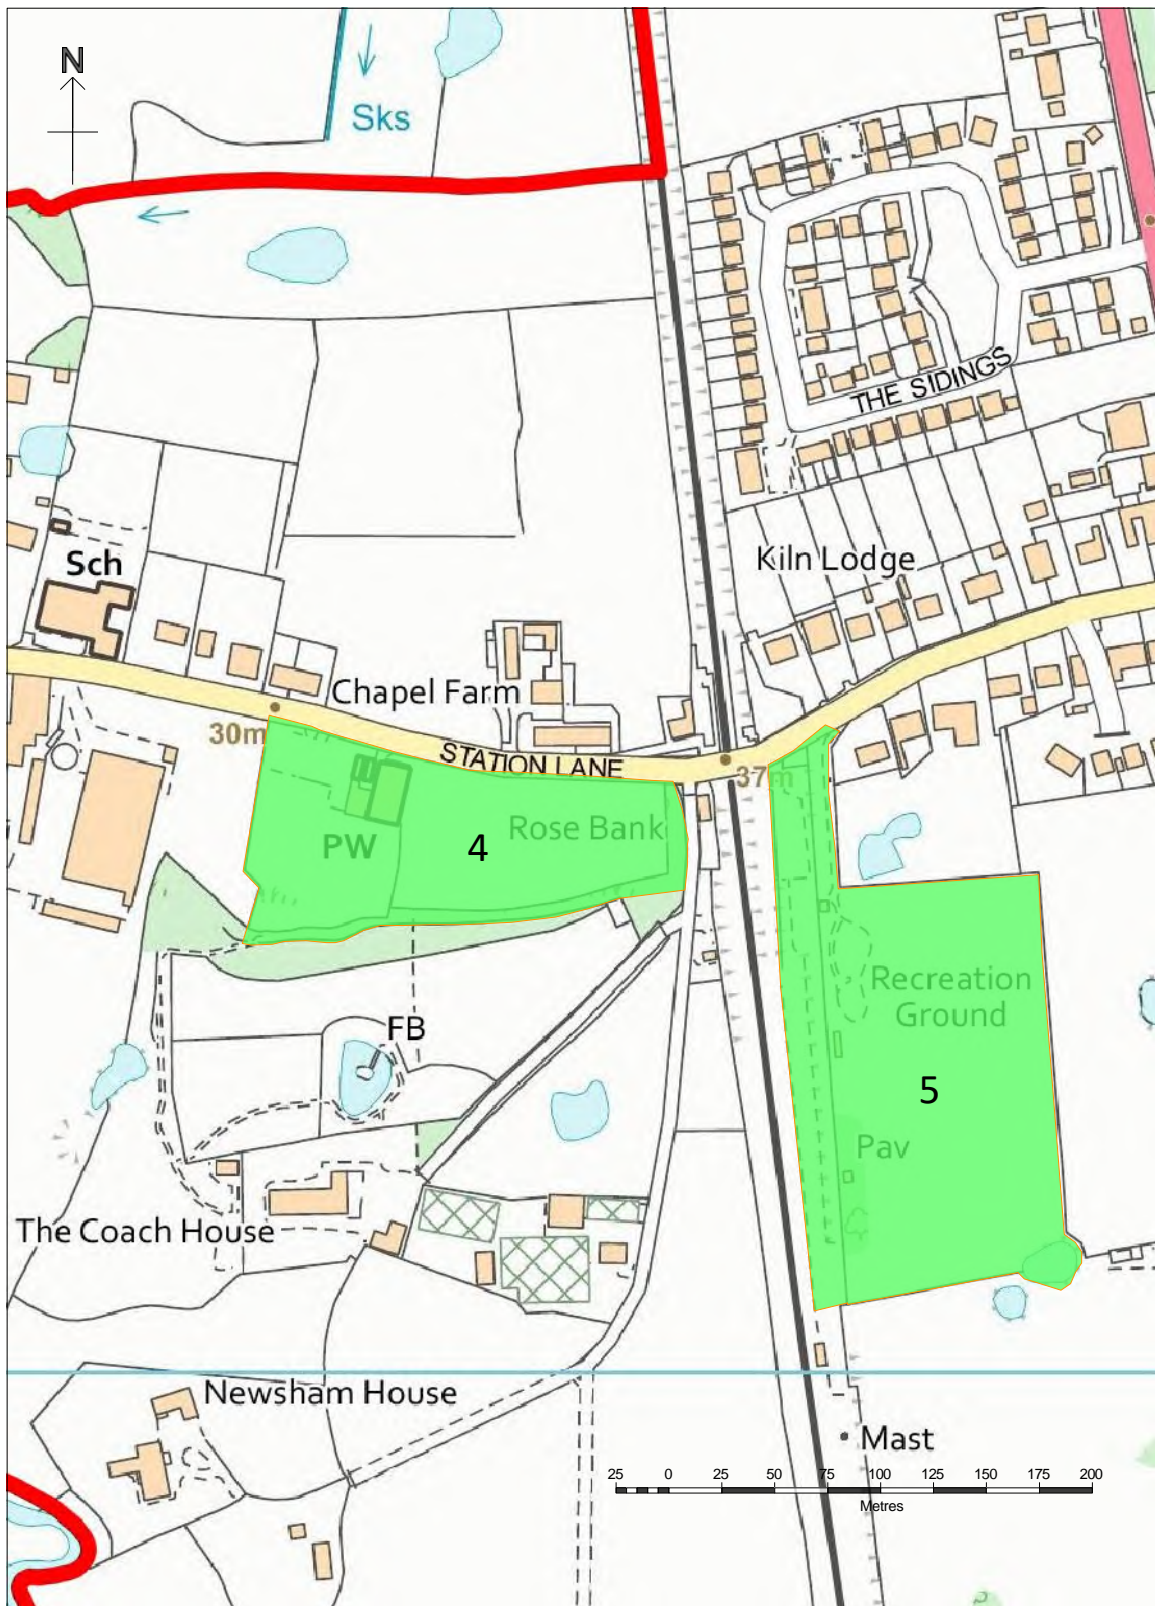 N
Sks
THE SIDINGS
Kiln Lodge
Sch
Chapel Farm
30m
STATION LANE
37m
Rose Bank
PW
4
Recreation
Ground
FB
5
Pav
The Coach House
Newsham House
Mast
25 0 25 50 75 100 125 150 175 200
Metres